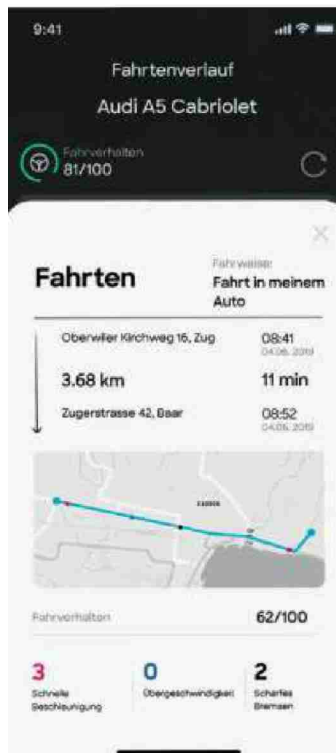 9:41
Fahrtenverlauf
Audi A5 Cabriolet
Fahrverhalten
81/100
Fahrweise:
Fahrten
Fahrt in meinem
Auto
Oberwiler Kirchweg 16, Zug
08:41
04.06. 2019
3.68 km
11 min
Zugerstrasse 42, Baar
08:52
04.06. 2019
Fahrverhalten
62/100
3
0
2
Schnelle
Beschleunigung
Übergeschwindigkeit
Scharfes
Bremsen